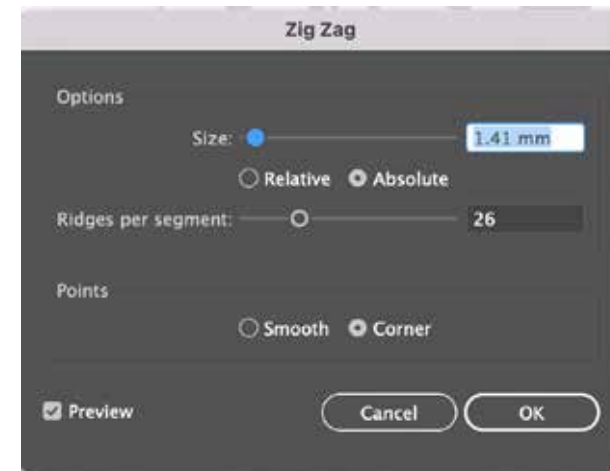 Zig Zag
Options
Size: 1.41 mm
Relative Absolute
Ridges per segment: 26
Points
Smooth Corner
Preview Cancel OK